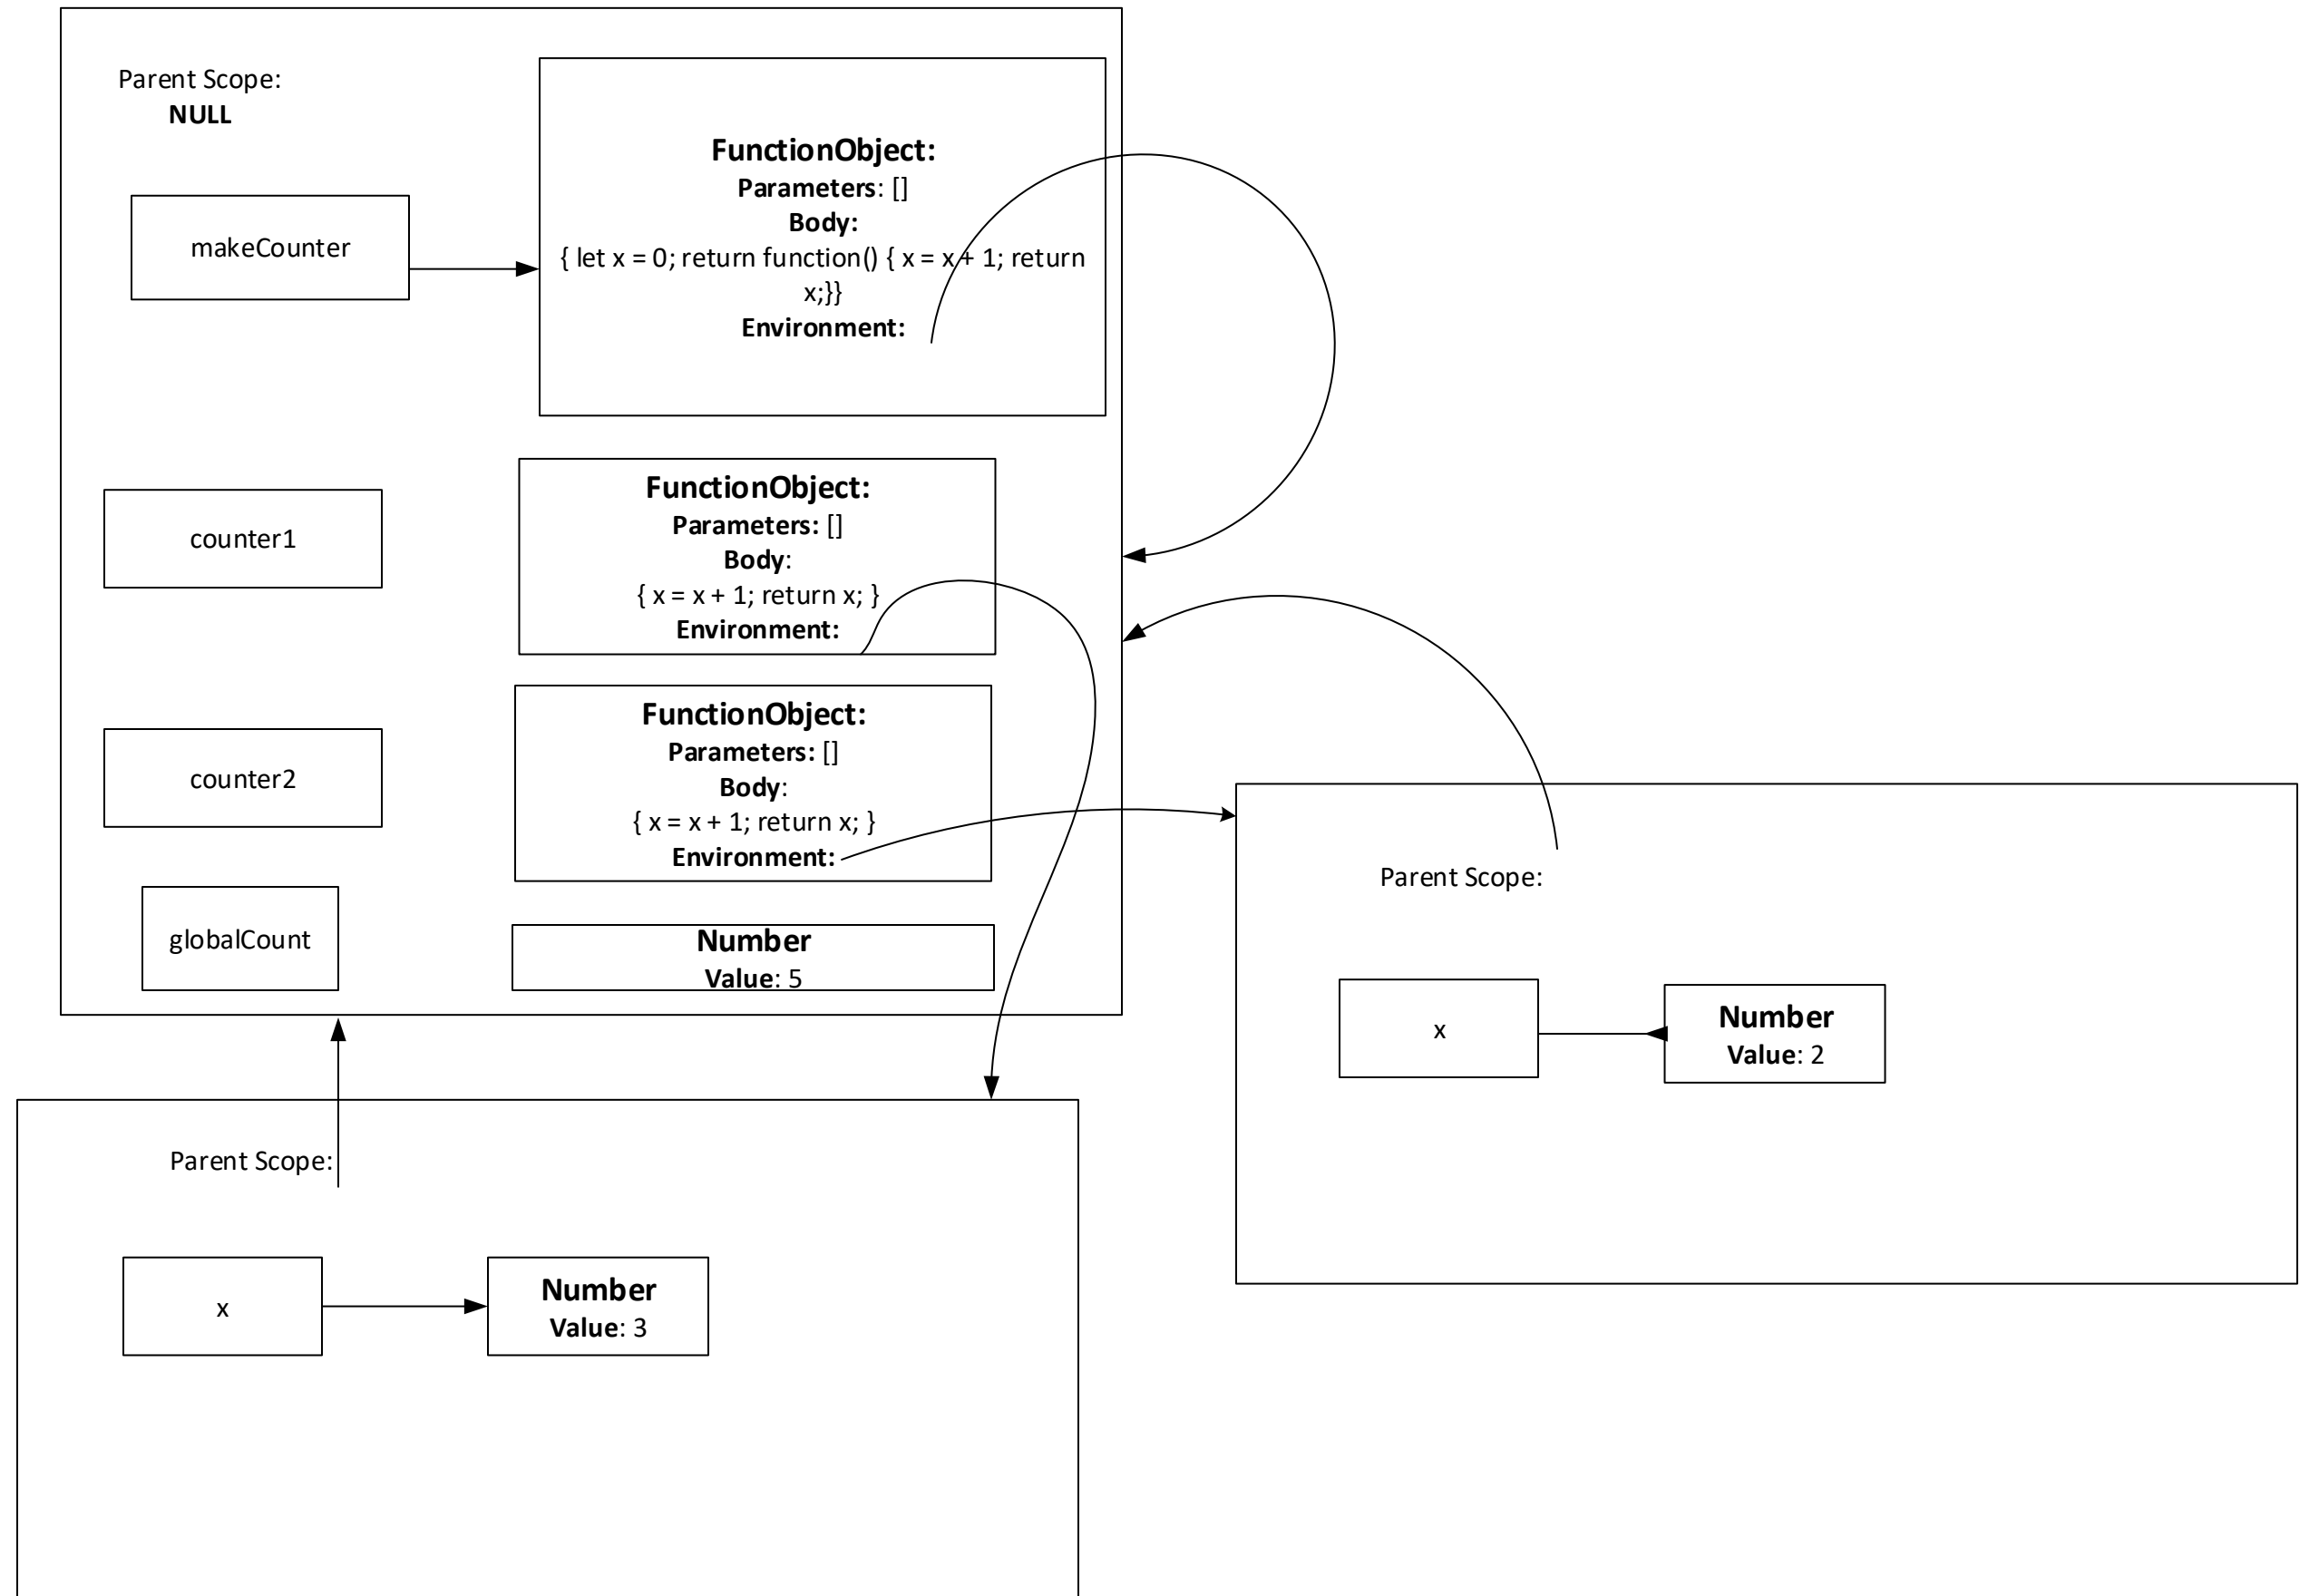 Parent Scope:
NULL
makeCounter
FunctionObject:
Parameters: []
Body:
{ let x = 0; return function() { x = x + 1; return
x;}}
Environment:
counter1
FunctionObject:
Parameters: []
Body:
{ x = x + 1; return x; }
Environment:
counter2
FunctionObject:
Parameters: []
Body:
{ x = x + 1; return x; }
Environment:
globalCount
Number
Value: 5
Parent Scope:
x
Number
Value: 2
Parent Scope:
x
Number
Value: 3